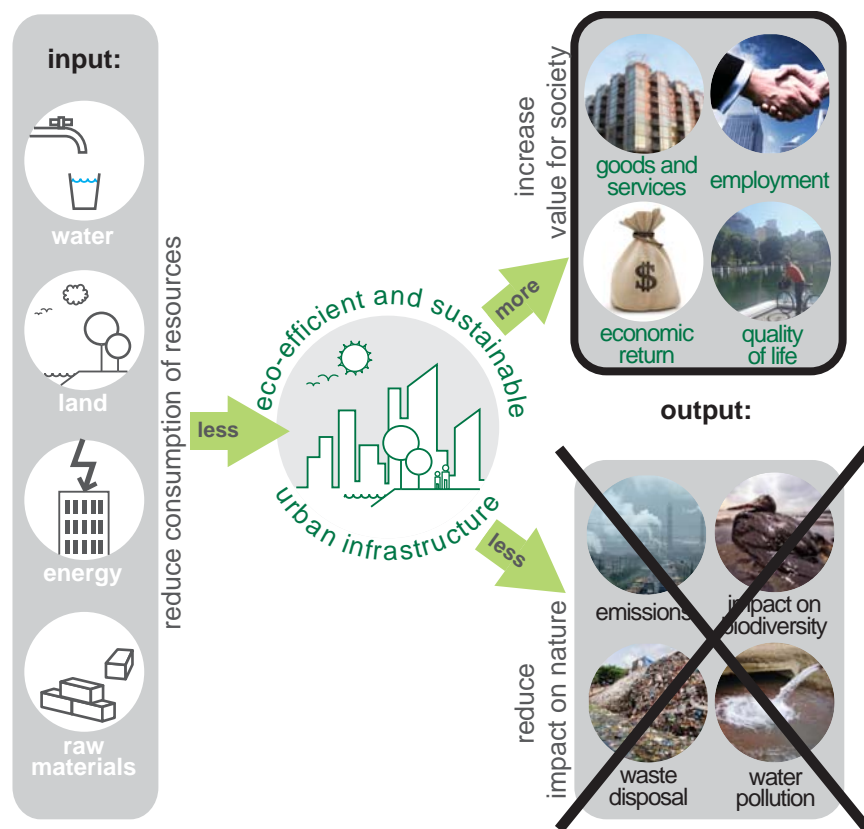 input:
water
land
energy
raw
materials
reduce consumption of resources
less
eco-efficient and sustainable
urban infrastructure
more
less
increase
value for society
goods and
services
employment
$
economic
return
quality
of life
output:
reduce
impact on nature
emissions
impact on
biodiversity
waste
disposal
water
pollution